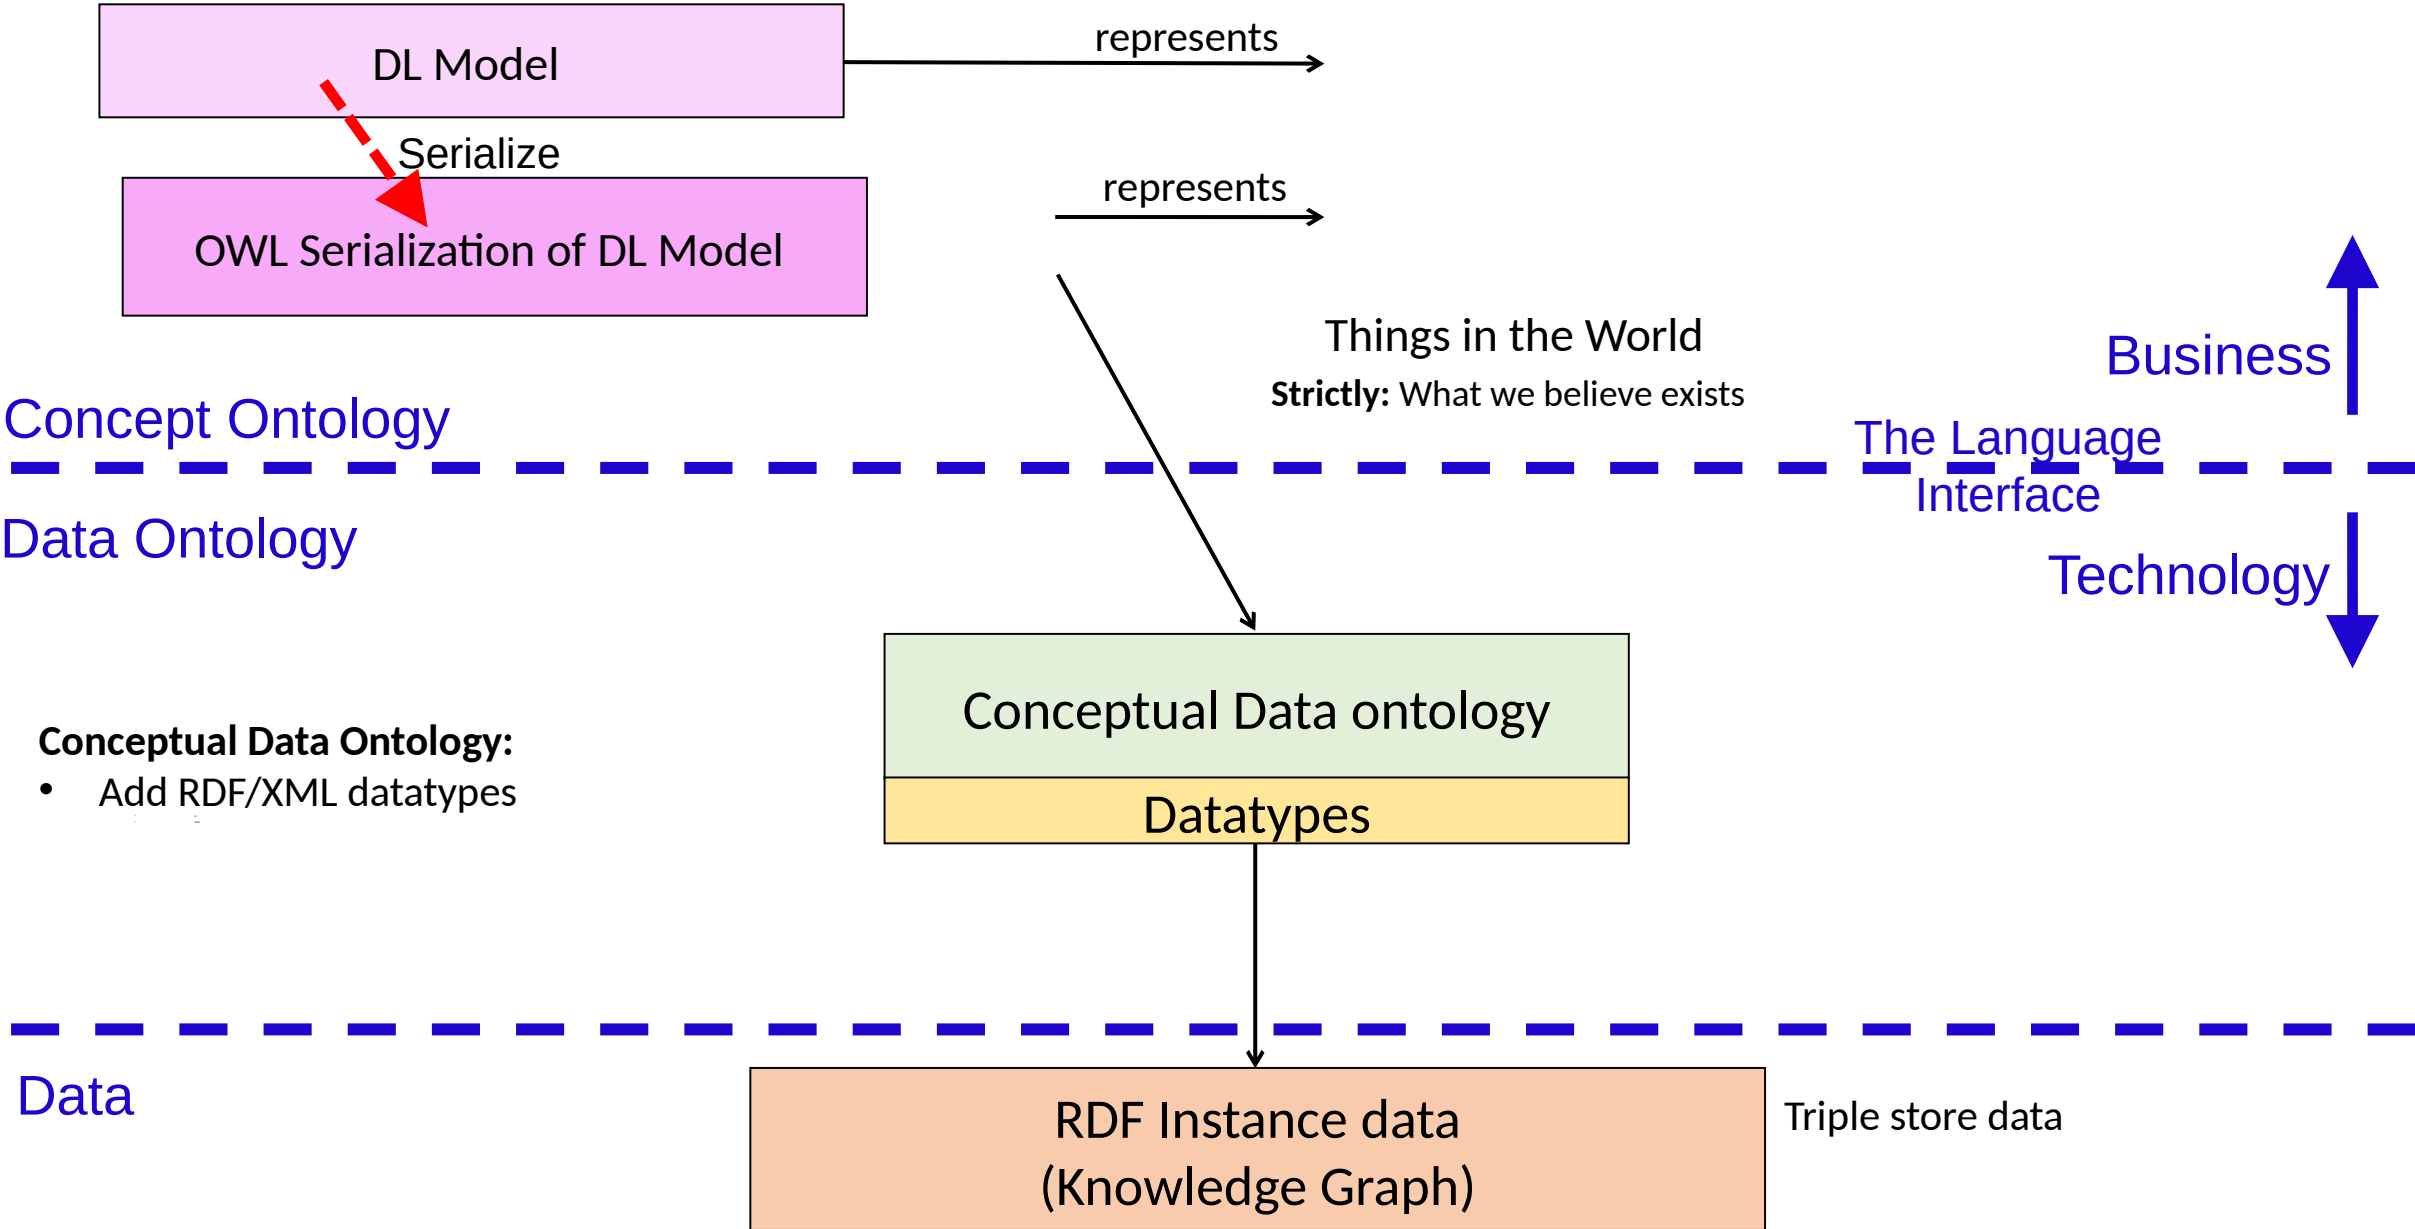 DL Model
represents
Serialize
represents
OWL Serialization of DL Model
Things in the World
Business
Strictly: What we believe exists
Concept Ontology
The Language
Interface
Data Ontology
Technology
Conceptual Data ontology
Conceptual Data Ontology:
• Add RDF/XML datatypes
Datatypes
Data
RDF Instance data
(Knowledge Graph)
Triple store data